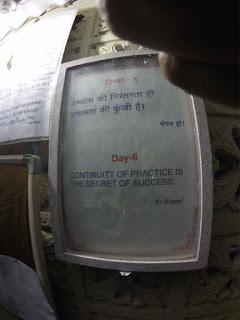 दिवस – ६
अभ्यास की निरंतरता ही
सफलता की कुंजी है।
मंगल हो!
Day-6
CONTINUITY OF PRACTICE IS
THE SECRET OF SUCCESS.
Be Happy!